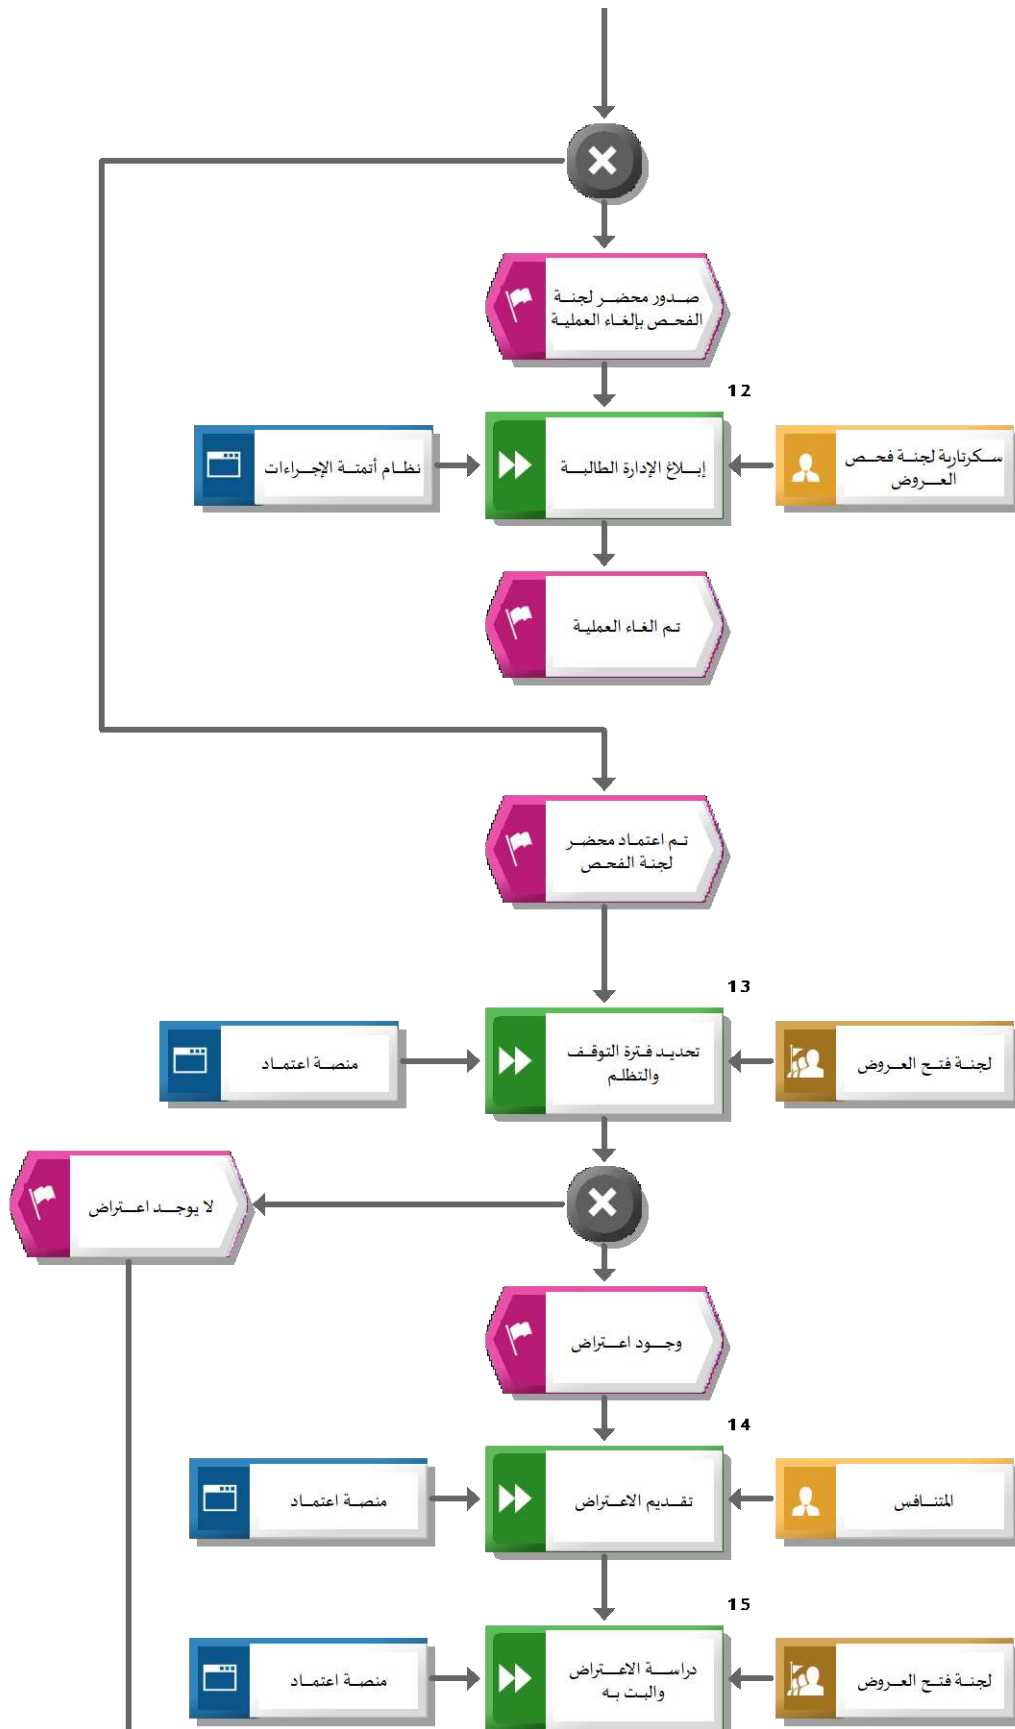 صدور محضر لجنة
الفحص بإلغاء العملية
12
سكرتارية لجنة فحص
العروض
إبلاغ الإدارة الطالبة
نظام أتمتة الإجراءات
تم الغاء العملية
تم اعتماد محضر
لجنة الفحص
13
لجنة فتح العروض
تحديد فترة التوقف
والتظلم
منصة اعتماد
لا يوجد اعتراض
وجود اعتراض
14
المتنافس
تقديم الاعتراض
منصة اعتماد
15
لجنة فتح العروض
دراسة الاعتراض
والبت به
منصة اعتماد